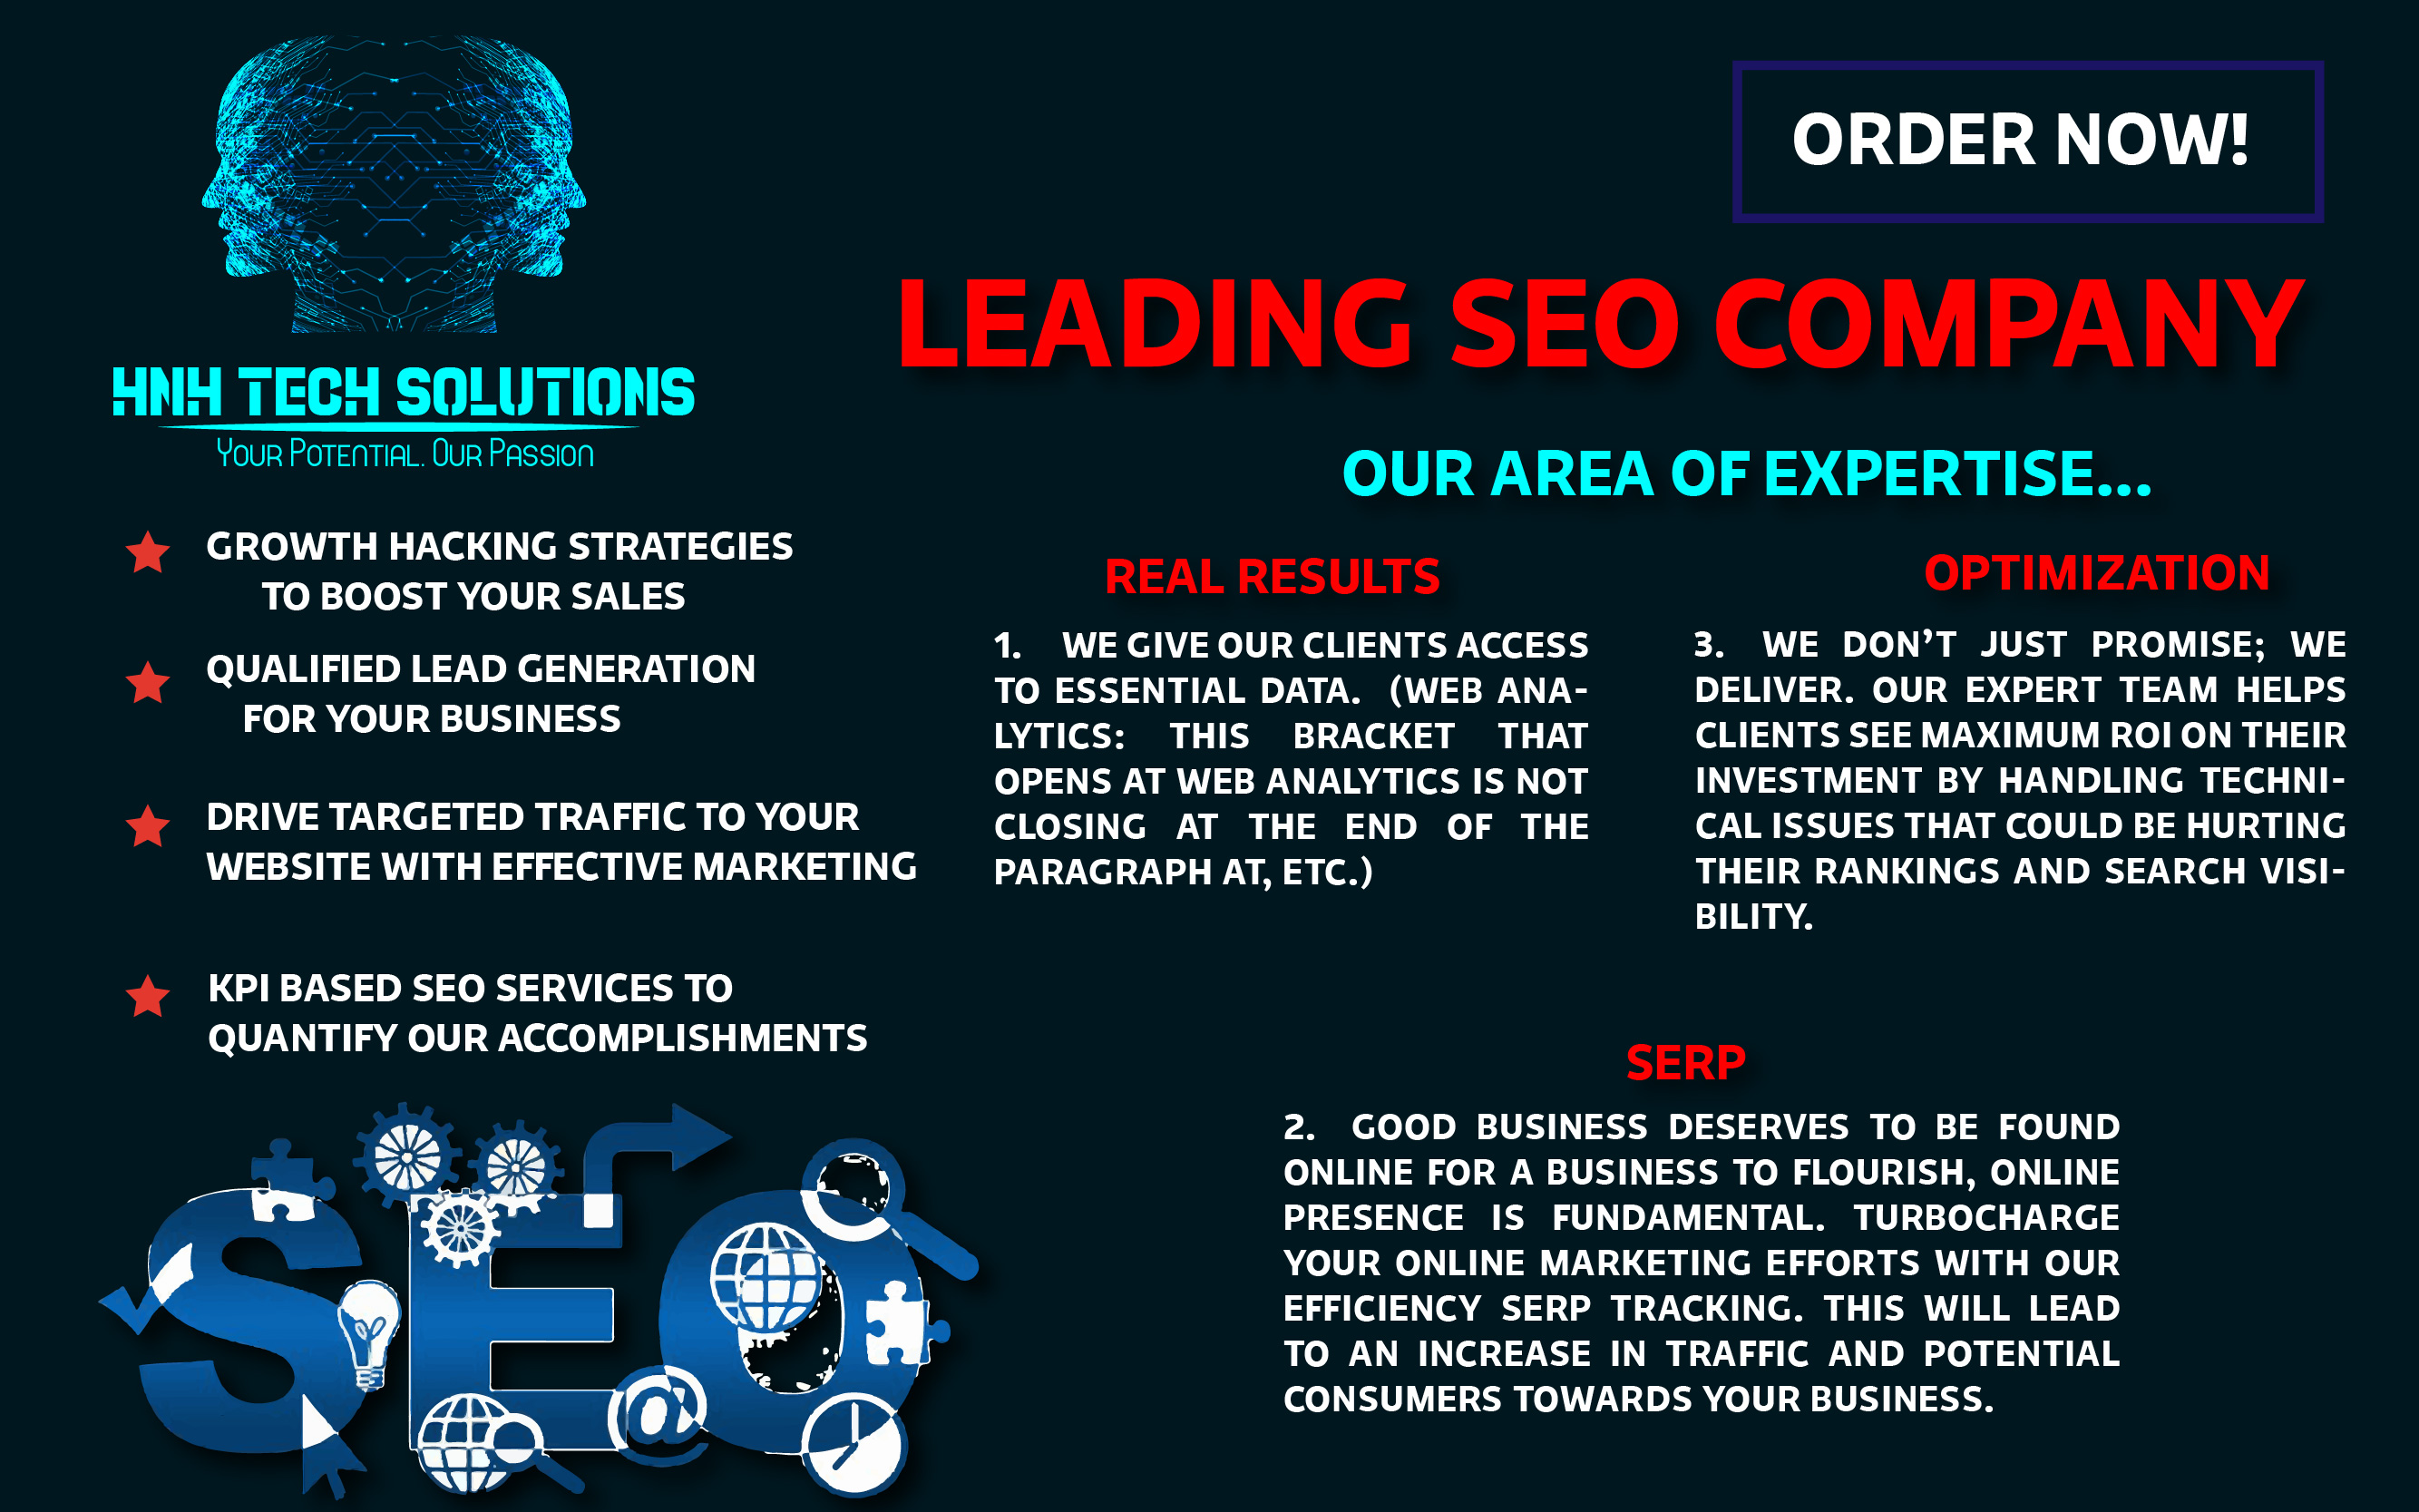 HNH TECH SOLUTIONS
YOUR POTENTIAL. OUR PASSION
GROWTH HACKING STRATEGIES
TO BOOST YOUR SALES
QUALIFIED LEAD GENERATION
FOR YOUR BUSINESS
DRIVE TARGETED TRAFFIC TO YOUR
WEBSITE WITH EFFECTIVE MARKETING
KPI BASED SEO SERVICES TO
QUANTIFY OUR ACCOMPLISHMENTS
SEO
@
ORDER NOW!
LEADING SEO COMPANY
OUR AREA OF EXPERTISE...
REAL RESULTS
1. WE GIVE OUR CLIENTS ACCESS
TO ESSENTIAL DATA. (WEB ANA-
LYTICS: THIS BRACKET THAT
OPENS AT WEB ANALYTICS IS NOT
CLOSING AT THE END OF THE
PARAGRAPH AT, ETC.)
OPTIMIZATION
3. WE DON’T JUST PROMISE; WE
DELIVER. OUR EXPERT TEAM HELPS
CLIENTS SEE MAXIMUM ROI ON THEIR
INVESTMENT BY HANDLING TECHNI-
CAL ISSUES THAT COULD BE HURTING
THEIR RANKINGS AND SEARCH VISI-
BILITY.
SERP
2. GOOD BUSINESS DESERVES TO BE FOUND
ONLINE FOR A BUSINESS TO FLOURISH, ONLINE
PRESENCE IS FUNDAMENTAL. TURBOCHARGE
YOUR ONLINE MARKETING EFFORTS WITH OUR
EFFICIENCY SERP TRACKING. THIS WILL LEAD
TO AN INCREASE IN TRAFFIC AND POTENTIAL
CONSUMERS TOWARDS YOUR BUSINESS.